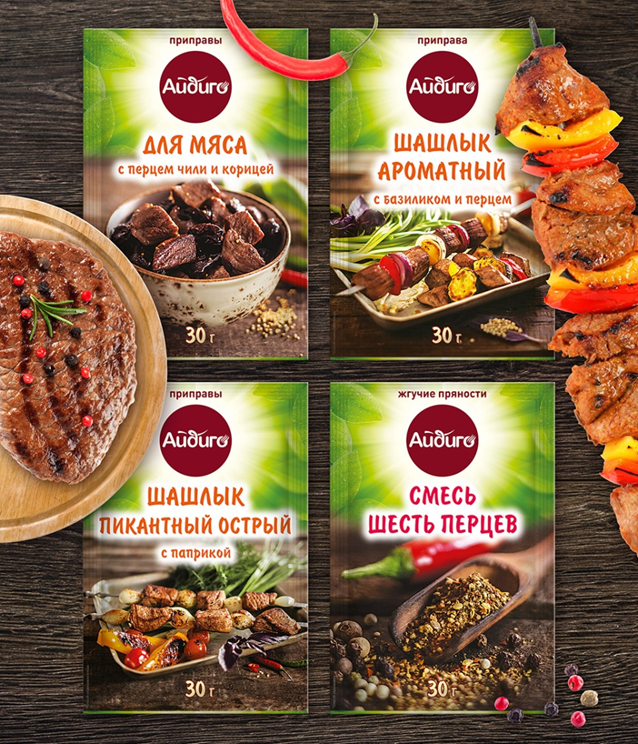 приправы
Айдиго
ДЛЯ МЯСА
с перцем чили и корицей
30 г
приправа
Айдиго
ШАШЛЫК
АРОМАТНЫЙ
с базиликом и перцем
30 г
приправы
Айдиго
ШАШЛЫК
ПИКАНТНЫЙ ОСТРЫЙ
с паприкой
30 г
жгучие пряности
Айдиго
СМЕСЬ
ШЕСТЬ ПЕРЦЕВ
30 г